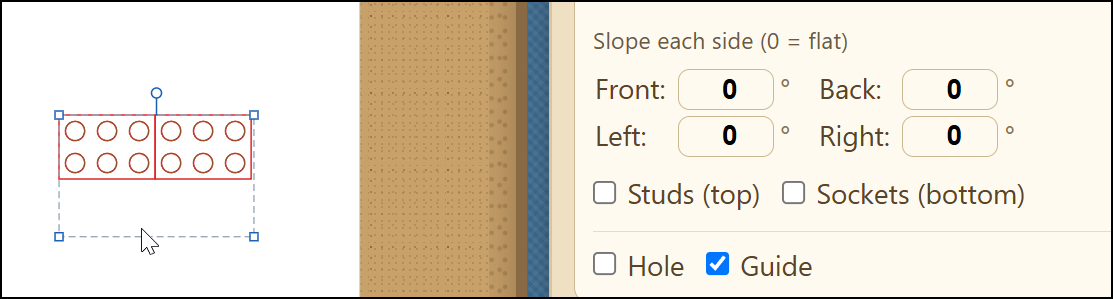 Slope each side (0 = flat)
Front: 0 ° Back: 0 °
Left: 0 ° Right: 0 °
Studs (top) Sockets (bottom)
Hole Guide